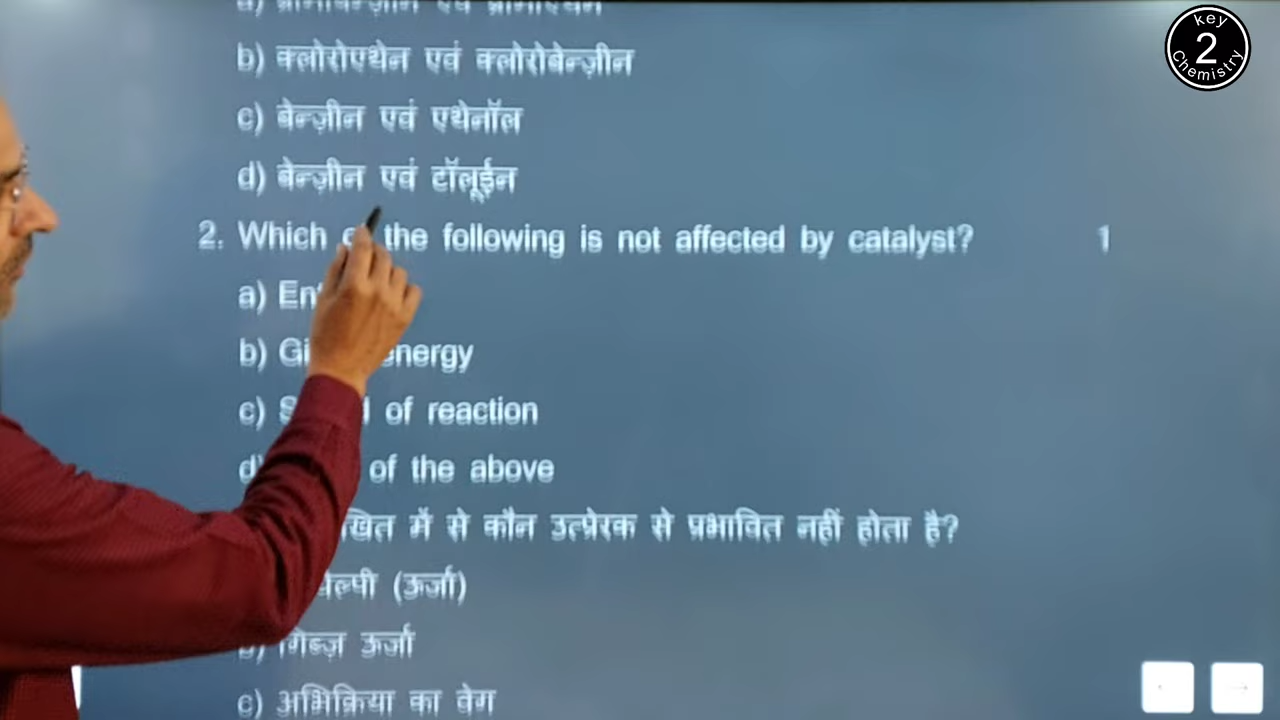 b) क्लोरोएथेन एवं क्लोरोबेन्ज़ीन
c) बेन्ज़ीन एवं एथेनॉल
d) बेन्ज़ीन एवं टॉलूईन
2. Which the following is not affected by catalyst? 1
a)
b) energy
c) of reaction
d) of the above
में से कौन उत्प्रेरक से प्रभावित नहीं होता है?
(ऊर्जा)
b) गिब्ज़ ऊर्जा
c) अभिक्रिया का वेग
key
2
Chemistry